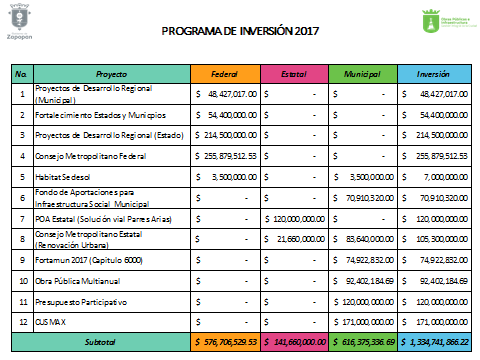 Zapopan
Obras Públicas e
Infraestructura
PROGRAMA DE INVERSIÓN 2017
No. Proyecto Federal Estatal Municipal Inversión
1 Proyectos de Desarrollo Regional (Municipal) $ 48,427,017.00 $ - $ - $ 48,427,017.00
2 Fortalecimiento Estados y Municpios $ 54,400,000.00 $ - $ - $ 54,400,000.00
3 Proyectos de Desarrollo Regional (Estado) $ 214,500,000.00 $ - $ - $ 214,500,000.00
4 Consejo Metropolitano Federal $ 255,879,512.53 $ - $ - $ 255,879,512.53
5 Habitat Sedesol $ 3,500,000.00 $ - $ 3,500,000.00 $ 7,000,000.00
6 Fondo de Aportaciones para Infraestructura Social Municipal $ - $ - $ 70,910,320.00 $ 70,910,320.00
7 POA Estatal (Solución vial Parres Arias) $ - $ 120,000,000.00 $ - $ 120,000,000.00
8 Consejo Metropolitano Estatal (Renovación Urbana) $ - $ 21,660,000.00 $ 83,640,000.00 $ 105,300,000.00
9 Fortamun 2017 (Capitulo 6000) $ - $ - $ 74,922,832.00 $ 74,922,832.00
10 Obra Pública Multianual $ - $ - $ 92,402,184.69 $ 92,402,184.69
11 Presupuesto Participativo $ - $ - $ 120,000,000.00 $ 120,000,000.00
12 CUSMAX $ - $ - $ 171,000,000.00 $ 171,000,000.00
Subtotal $ 576,706,529.53 $ 141,660,000.00 $ 616,375,336.69 $ 1,334,741,866.22